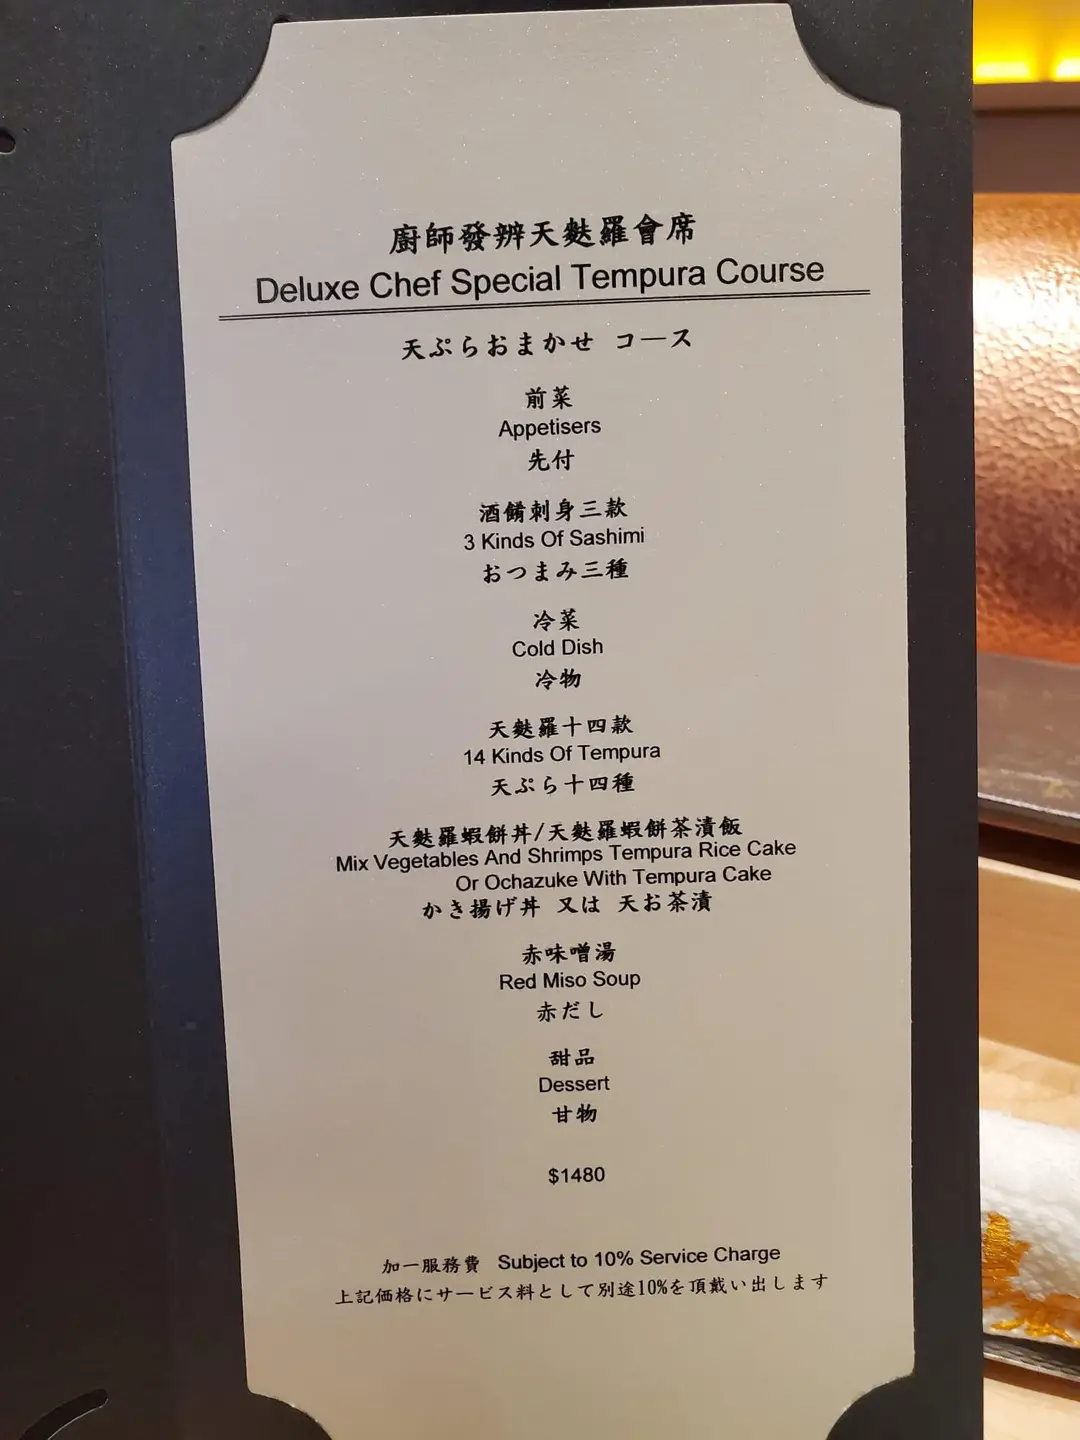 廚師發辨天麩羅會席
Deluxe Chef Special Tempura Course
天ぷらおまかせ コース
前菜
Appetisers
先付
酒餚刺身三款
3 Kinds Of Sashimi
おつまみ三種
冷菜
Cold Dish
冷物
天麩羅十四款
14 Kinds Of Tempura
天ぷら十四種
天麩羅蝦餅丼/天麩羅蝦餅茶漬飯
Mix Vegetables And Shrimps Tempura Rice Cake
Or Ochazuke With Tempura Cake
かき揚げ丼 又は 天お茶漬
赤味噌湯
Red Miso Soup
赤だし
甜品
Dessert
甘物
$1480
加一服務費 Subject to 10% Service Charge
上記価格にサービス料として別途10%を頂戴い出します